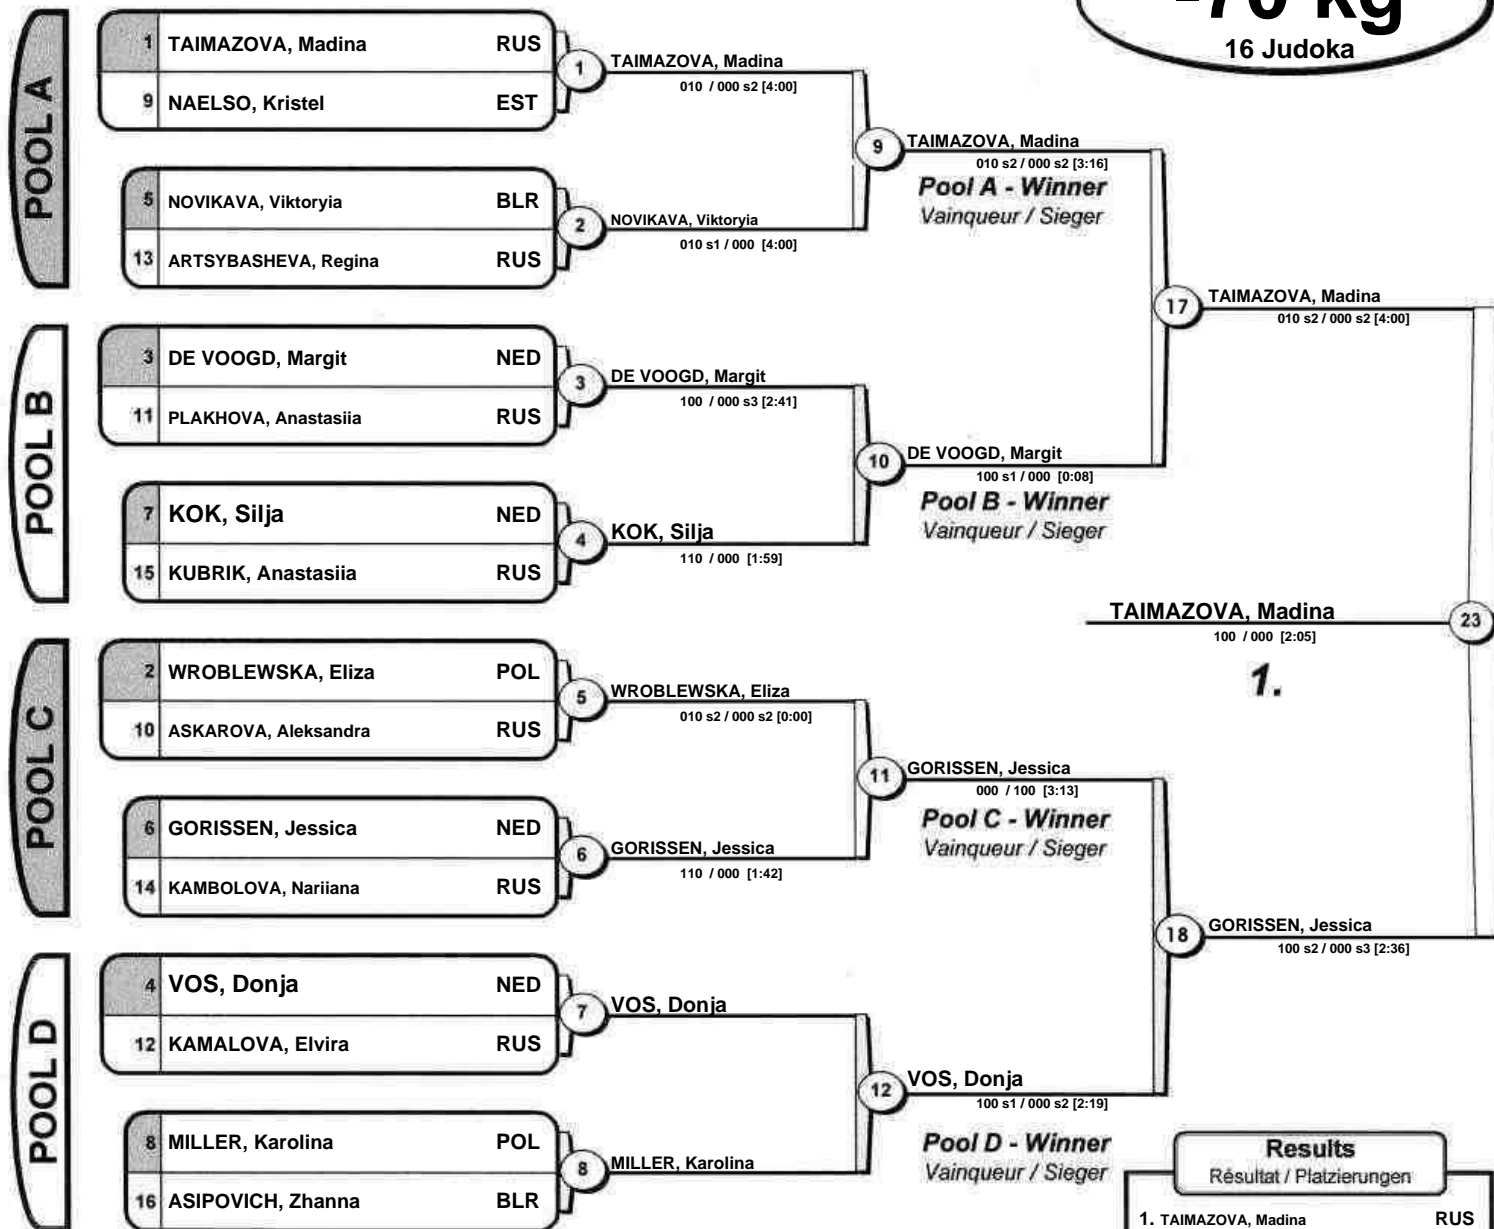 -70 kg
16 Judoka
POOL A
1 TAIMAZOVA, Madina RUS
9 NAELSO, Kristel EST
1
TAIMAZOVA, Madina
010 / 000 s2 [4:00]
5 NOVIKAVA, Viktoryia BLR
13 ARTSYBASHEVA, Regina RUS
2
NOVIKAVA, Viktoryia
010 s1 / 000 [4:00]
9
TAIMAZOVA, Madina
010 s2 / 000 s2 [3:16]
Pool A - Winner
Vainqueur / Sieger
POOL B
3 DE VOOGD, Margit NED
11 PLAKHOVA, Anastasiia RUS
3
DE VOOGD, Margit
100 / 000 s3 [2:41]
7 KOK, Silja NED
15 KUBRIK, Anastasiia RUS
4
KOK, Silja
110 / 000 [1:59]
10
DE VOOGD, Margit
100 s1 / 000 [0:08]
Pool B - Winner
Vainqueur / Sieger
17
TAIMAZOVA, Madina
010 s2 / 000 s2 [4:00]
POOL C
2 WROBLEWSKA, Eliza POL
10 ASKAROVA, Aleksandra RUS
5
WROBLEWSKA, Eliza
010 s2 / 000 s2 [0:00]
6 GORISSEN, Jessica NED
14 KAMBOLOVA, Nariiana RUS
6
GORISSEN, Jessica
110 / 000 [1:42]
11
GORISSEN, Jessica
000 / 100 [3:13]
Pool C - Winner
Vainqueur / Sieger
POOL D
4 VOS, Donja NED
12 KAMALOVA, Elvira RUS
7
VOS, Donja
8 MILLER, Karolina POL
16 ASIPOVICH, Zhanna BLR
8
MILLER, Karolina
12
VOS, Donja
100 s1 / 000 s2 [2:19]
Pool D - Winner
Vainqueur / Sieger
18
GORISSEN, Jessica
100 s2 / 000 s3 [2:36]
23
TAIMAZOVA, Madina
100 / 000 [2:05]
1.
Results
Résultat / Platzierungen
1. TAIMAZOVA, Madina RUS